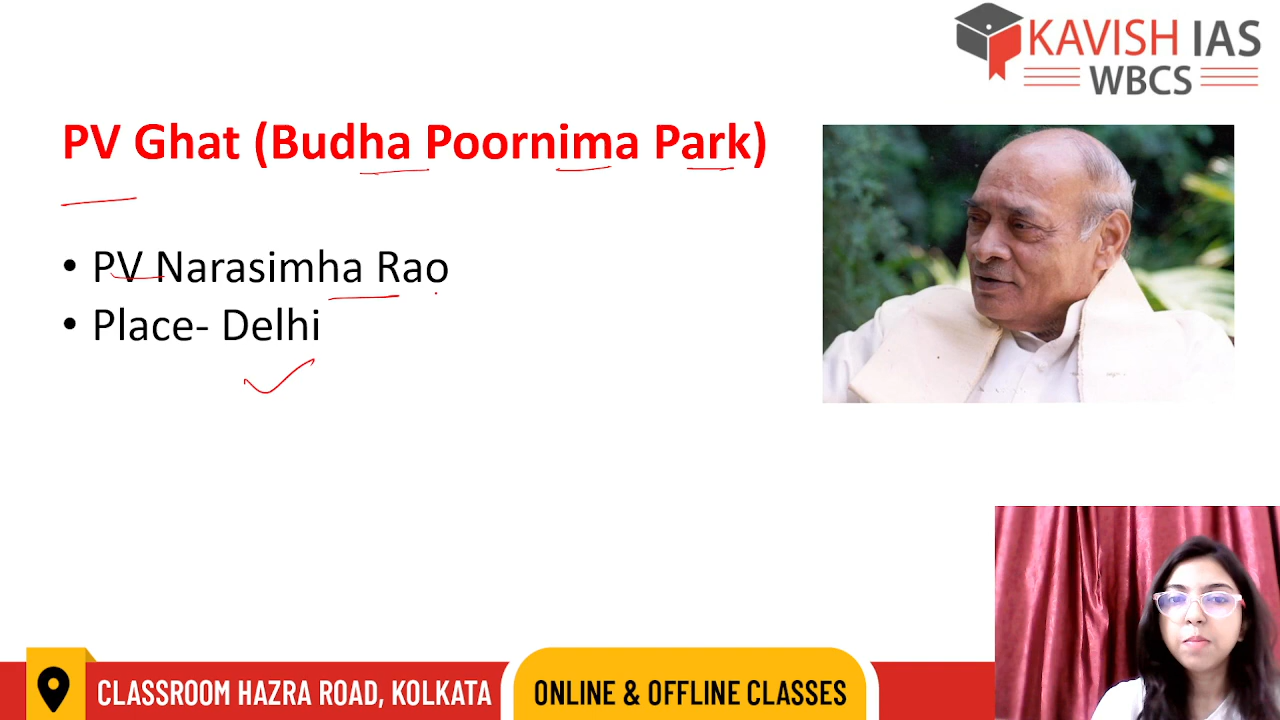 KAVISH IAS
WBCS
PV Ghat (Budha Poornima Park)
• PV Narasimha Rao
• Place- Delhi
CLASSROOM HAZRA ROAD, KOLKATA
ONLINE & OFFLINE CLASSES